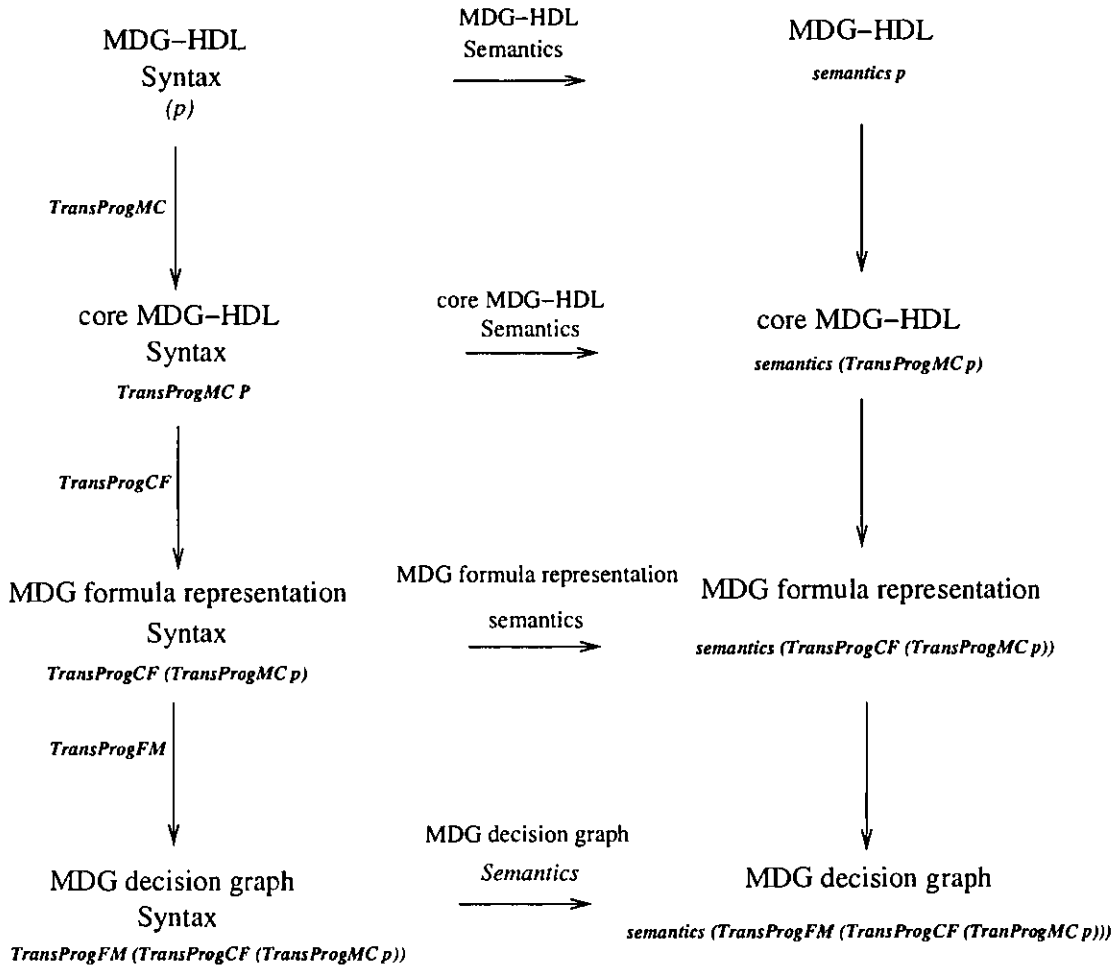 MDG–HDL
Syntax
(p)
MDG–HDL
Semantics
MDG–HDL
semantics p
TransProgMC
core MDG–HDL
Syntax
TransProgMC P
core MDG–HDL
Semantics
core MDG–HDL
semantics (TransProgMC p)
TransProgCF
MDG formula representation
Syntax
TransProgCF (TransProgMC p)
MDG formula representation
semantics
MDG formula representation
semantics (TransProgCF (TransProgMC p))
TransProgFM
MDG decision graph
Syntax
TransProgFM (TransProgCF (TransProgMC p))
MDG decision graph
Semantics
MDG decision graph
semantics (TransProgFM (TransProgCF (TranProgMC p)))